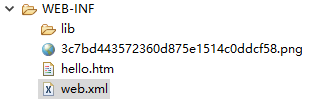 WEB-INF
lib
3c7bd443572360d875e1514c0ddcf58.png
hello.htm
web.xml